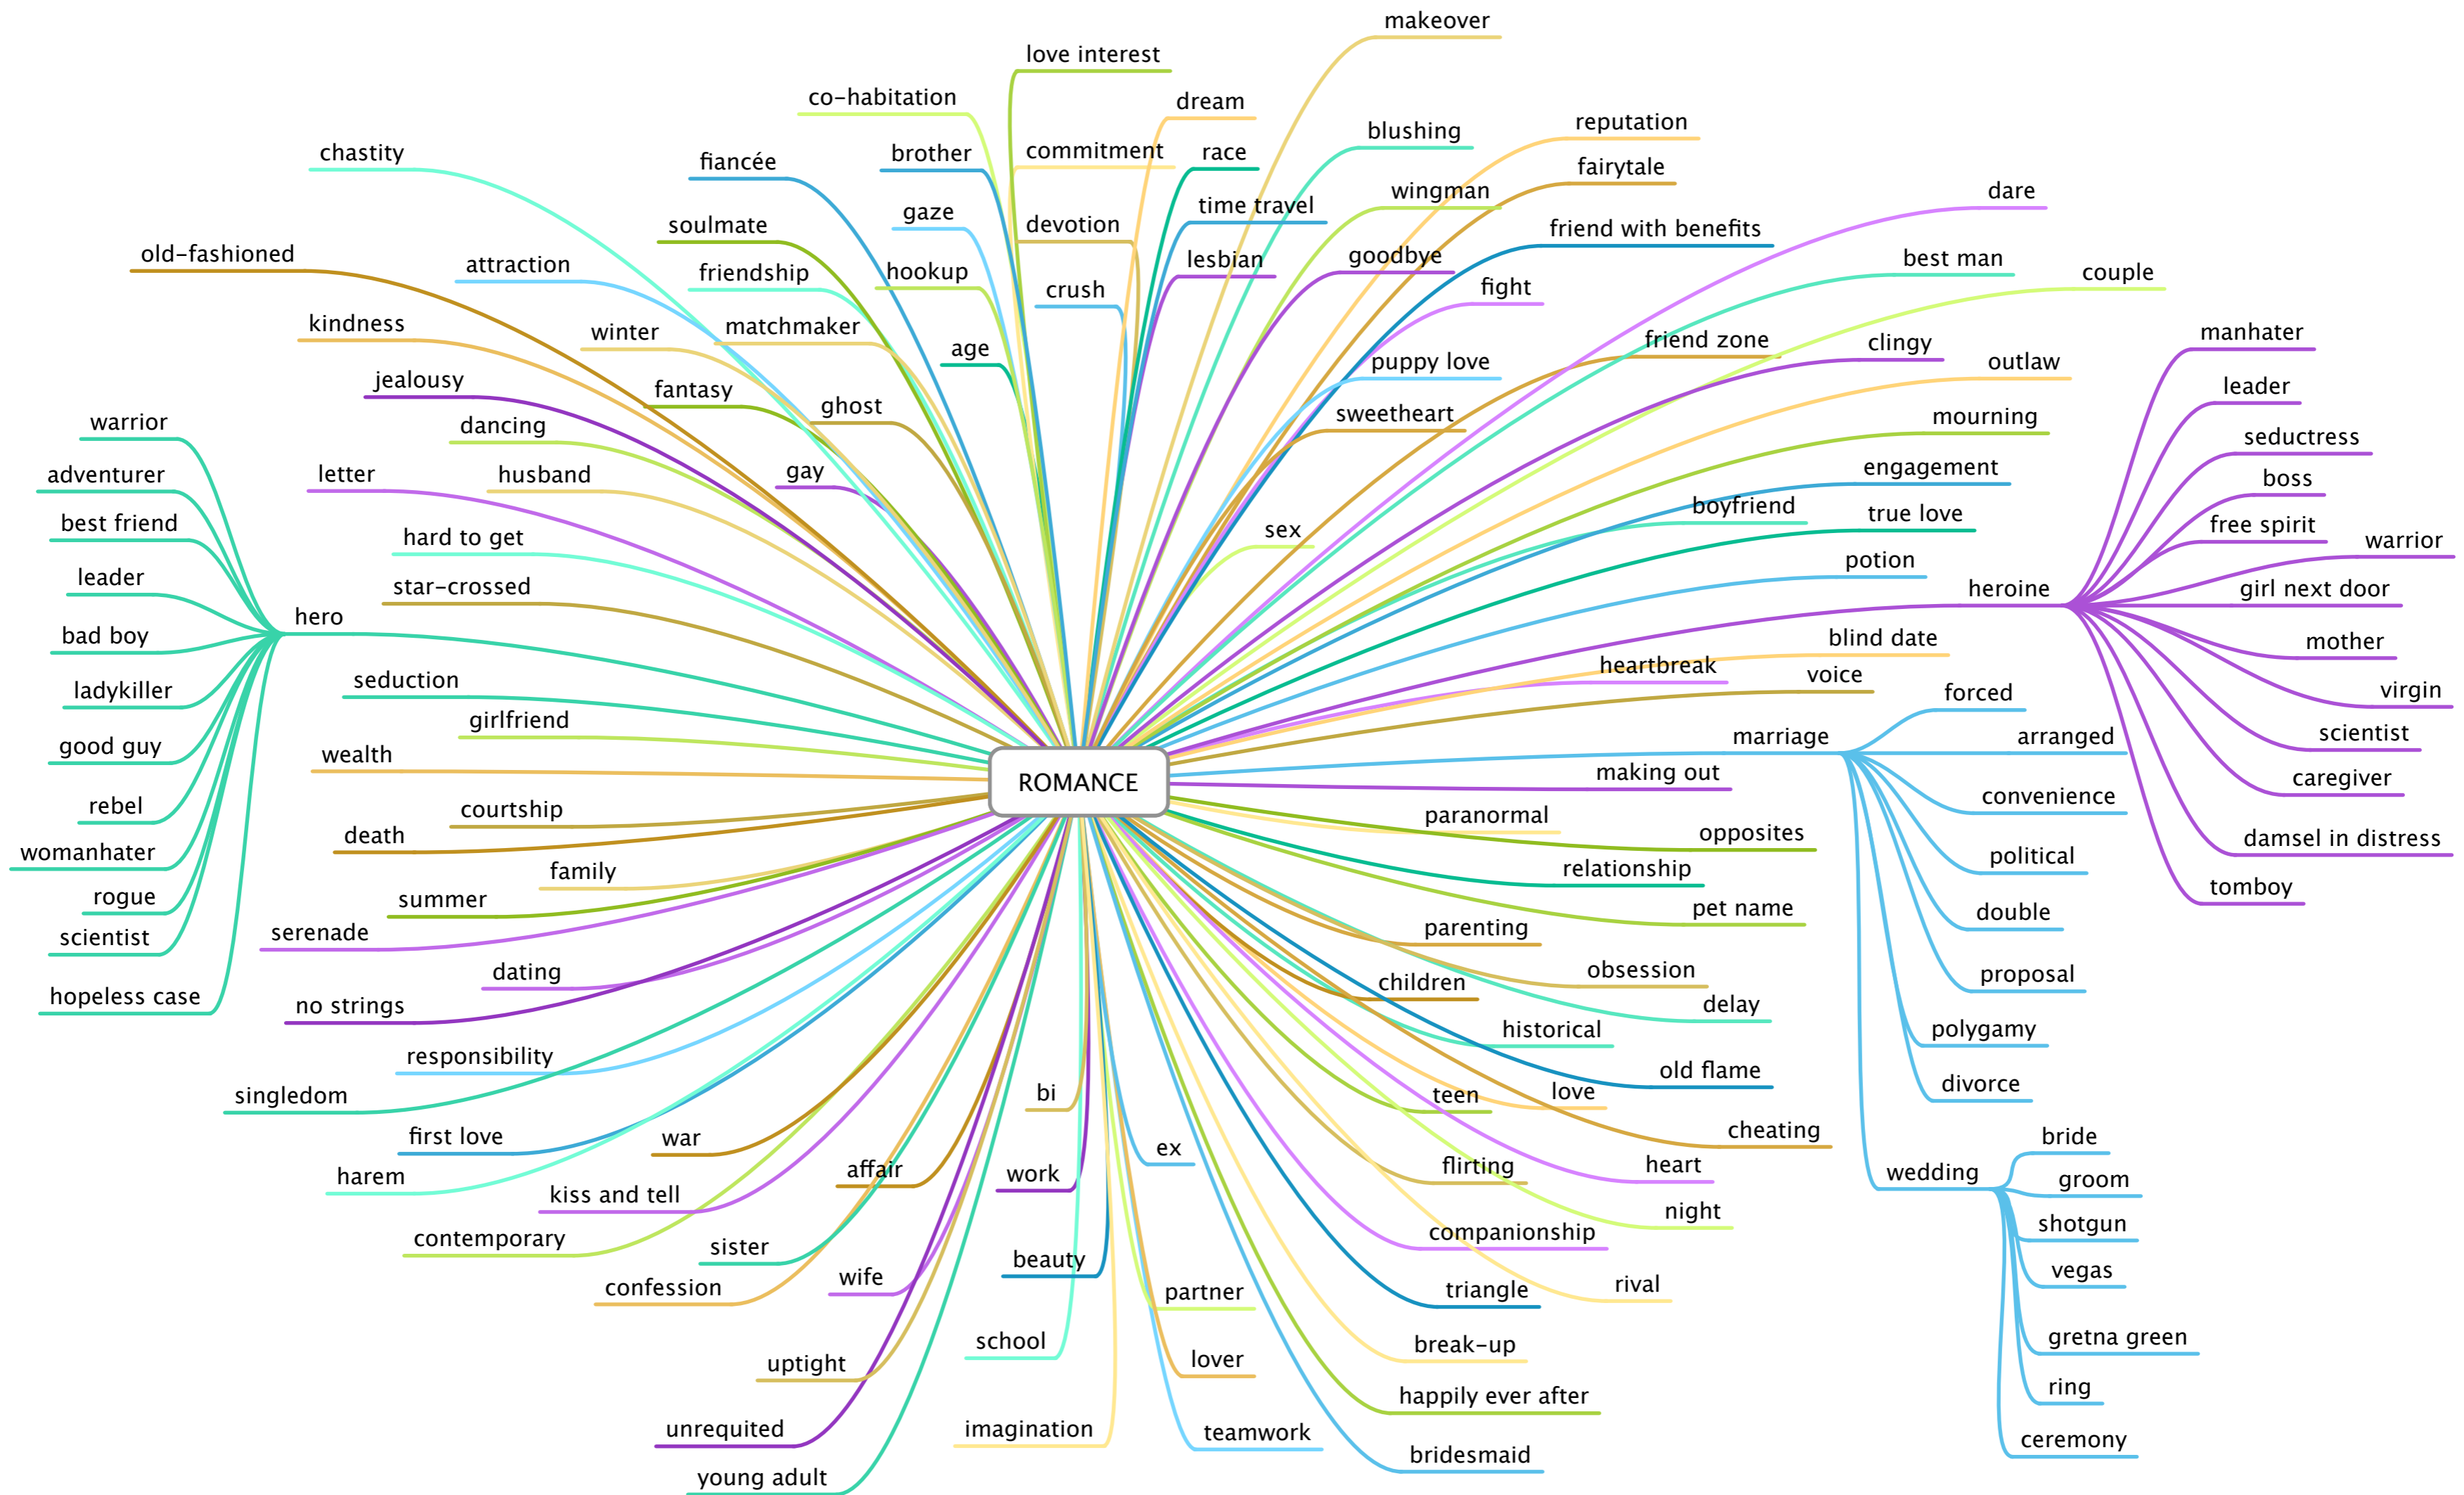 makeover
love interest
co-habitation
dream
reputation
blushing
chastity
fiancée
brother
commitment
race
fairytale
wingman
dare
soulmate
gaze
devotion
time travel
friend with benefits
old-fashioned
attraction
friendship
hookup
lesbian
goodbye
best man
couple
crush
fight
kindness
winter
matchmaker
age
friend zone
clingy
manhater
puppy love
outlaw
jealousy
fantasy
ghost
sweetheart
mourning
leader
warrior
dancing
seductress
adventurer
letter
husband
gay
engagement
boss
best friend
hard to get
sex
boyfriend
true love
free spirit
warrior
leader
star-crossed
potion
heroine
girl next door
hero
bad boy
blind date
mother
ladykiller
seduction
heartbreak
voice
forced
virgin
good guy
girlfriend
wealth
ROMANCE
marriage
arranged
scientist
making out
caregiver
rebel
courtship
death
paranormal
opposites
convenience
damsel in distress
womanhater
family
relationship
political
tomboy
rogue
summer
pet name
double
scientist
serenade
parenting
hopeless case
dating
no strings
children
obsession
delay
proposal
responsibility
historical
polygamy
singledom
bi
teen
love
old flame
divorce
first love
war
ex
cheating
bride
harem
kiss and tell
affair
work
flirting
heart
wedding
groom
contemporary
sister
companionship
night
shotgun
confession
wife
beauty
partner
triangle
rival
vegas
uptight
school
lover
break-up
gretna green
unrequited
imagination
teamwork
happily ever after
ring
young adult
bridesmaid
ceremony